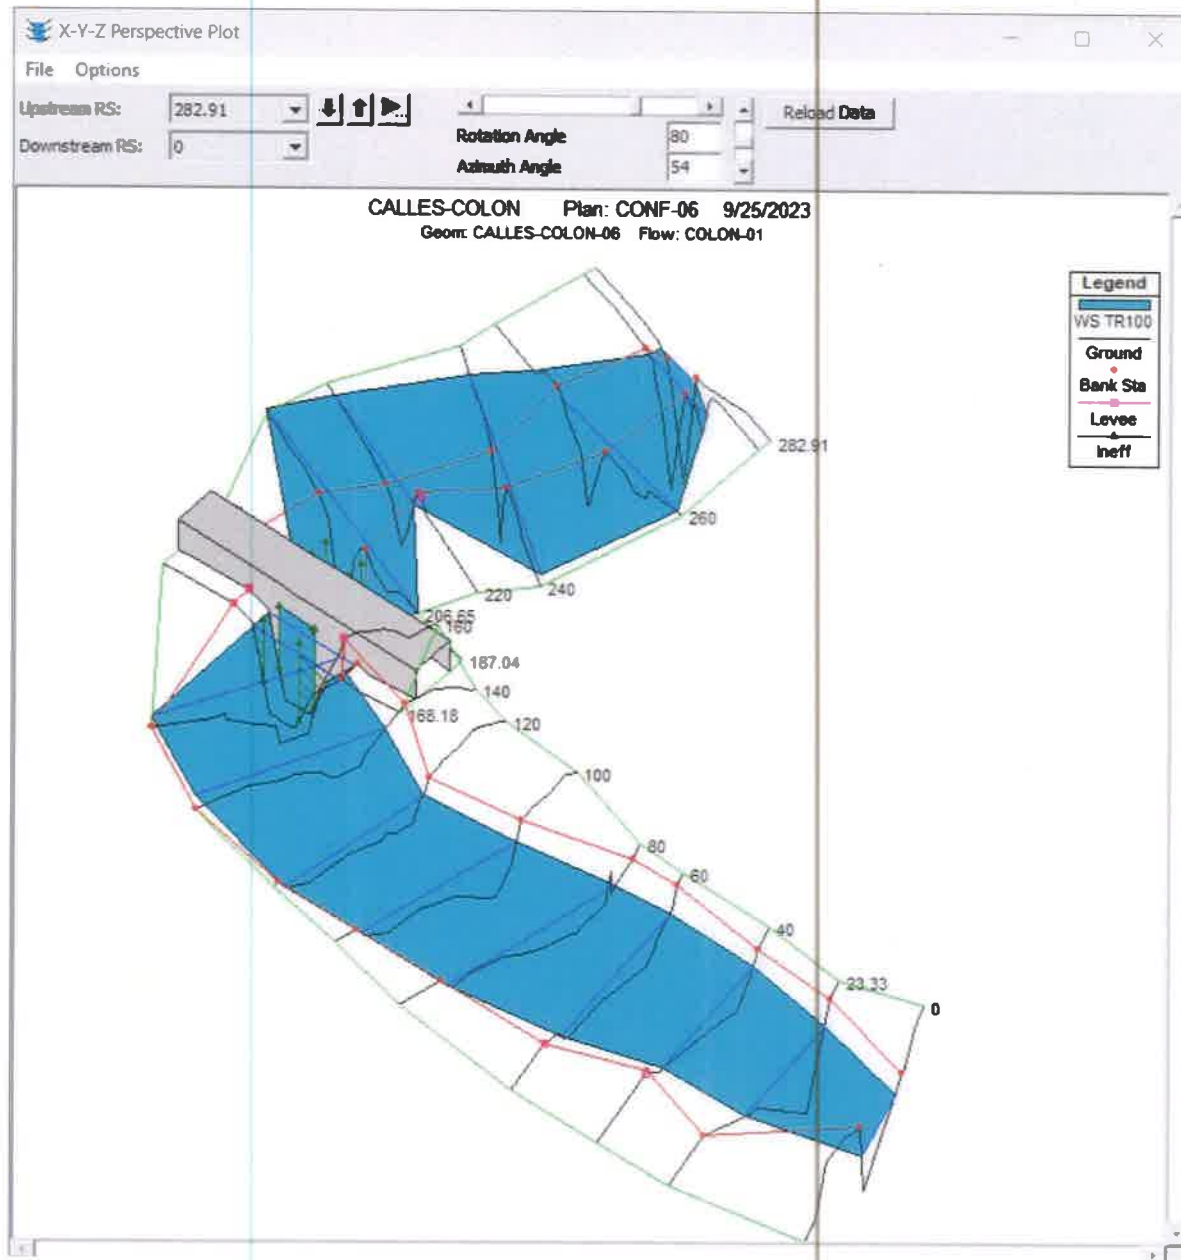 X-Y-Z Perspective Plot
File Options
Upstream RS: 282.91
Downstream RS: 0
Rotation Angle 80
Azimuth Angle 54
Reload Data
CALLES-COLON Plan: CONF-06 9/25/2023
Geom: CALLES-COLON-06 Flow: COLON-01
Legend
WS TR100
Ground
Bank Sta
Levee
Ineff
282.91
260
240
220
206.65
160
187.04
140
168.18
120
100
80
60
40
23.33
0